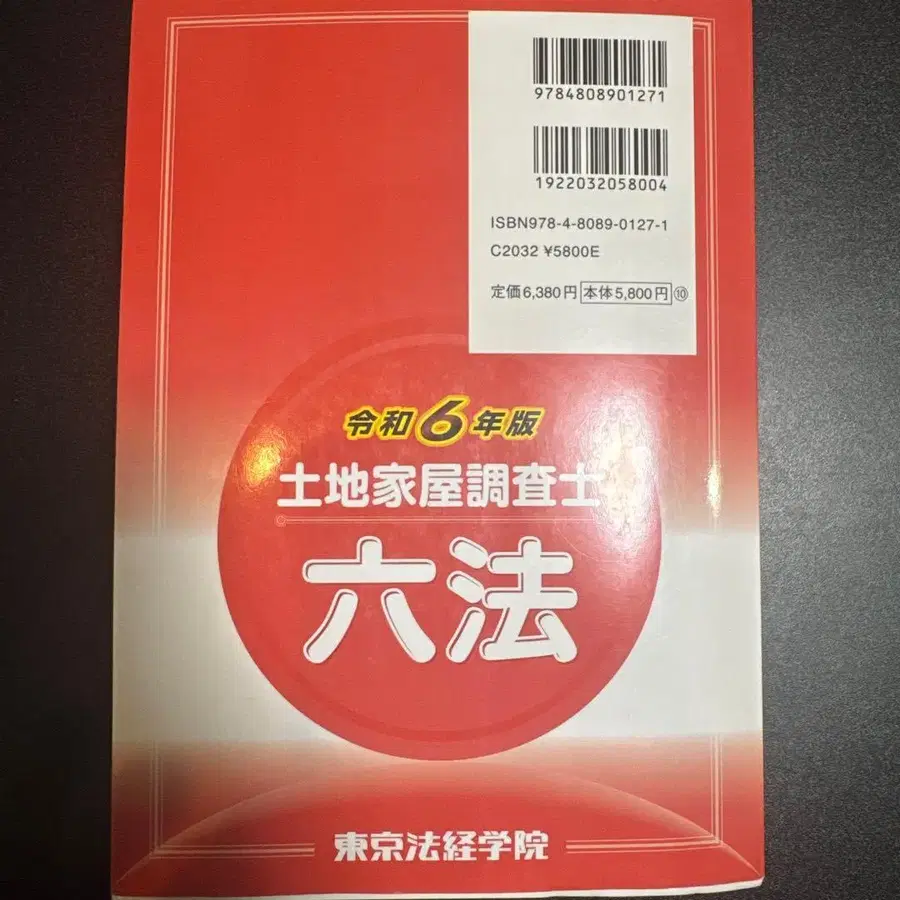 9784808901271
1922032058004
ISBN978-4-8089-0127-1
C2032 ¥5800E
定価6,380円 本体5,800円 ⑩
令和6年版
土地家屋調査士
六法
東京法経学院